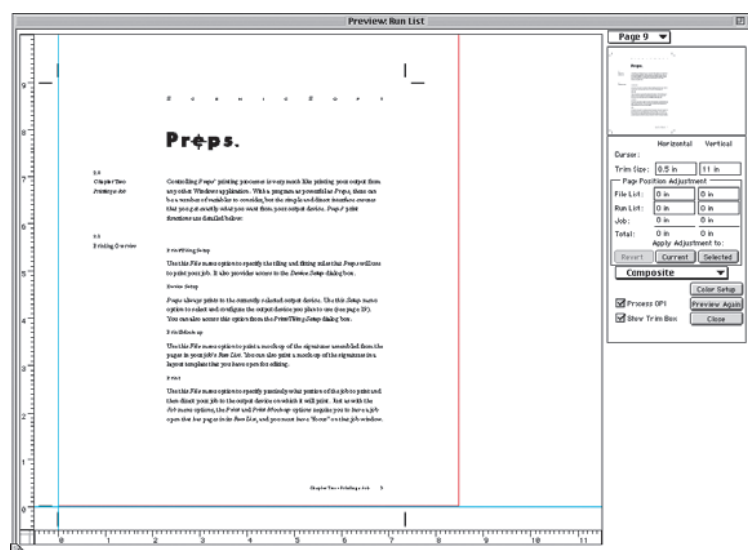 Preview: Run List
Page 9
S c e n i c S o f t
Preps.
Chapter Two
Printing a Job
Controlling Preps' printing processes is very much like printing your output from
any other Windows application. With a program as powerful as Preps, there can
be a number of variables to consider, but the simple and direct interface ensures
that you get exactly what you want from your output device. Preps' print
functions are detailed below:
Printing Overview
Print/Tiling Setup
Use this File menu option to specify the tiling and fitting rules that Preps will use
to print your job. It also provides access to the Device Setup dialog box.
Device Setup
Preps always prints to the currently selected output device. Use this Setup menu
option to select and configure the output device you plan to use (see page 19).
You can also access this option from the Print/Tiling Setup dialog box.
Print Mock-up
Use this File menu option to print a mock-up of the signatures assembled from the
pages in your job's Run List. You can also print a mock-up of the signatures in a
layout template that you have open for editing.
Print
Use this File menu option to specify precisely what portion of the job to print and
then direct your job to the output device on which it will print. Just as with the
Job menu options, the Print and Print Mock-up options require you to have a job
open that has pages in its Run List, and you must have a "focus" on that job window.
Chapter Two : Printing a Job 9
9
8
7
6
5
4
3
2
1
0
0 1 2 3 4 5 6 7 8 9 10 11
Horizontal Vertical
Cursor:
Trim Size: 8.5 in 11 in
Page Position Adjustment
File List: 0 in 0 in
Run List: 0 in 0 in
Job: 0 in 0 in
Total: 0 in 0 in
Apply Adjustment to:
Revert Current Selected
Composite
Color Setup
Process OPI Preview Again
Show Trim Box Close